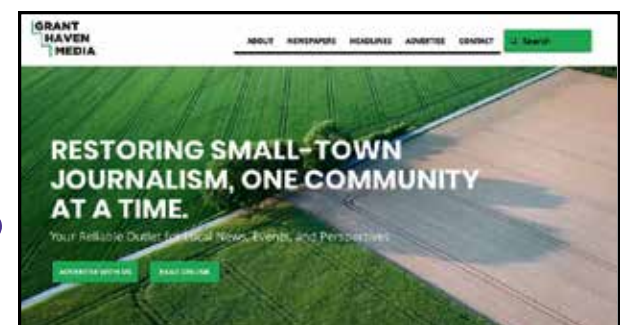 GRANT
HAVEN
MEDIA
ABOUT NEWSPAPERS HEADLINES ADVERTISE CONTACT Search
RESTORING SMALL-TOWN
JOURNALISM, ONE COMMUNITY
AT A TIME.
Your Reliable Outlet for Local News, Events, and Perspectives
ADVERTISE WITH US READ ONLINE